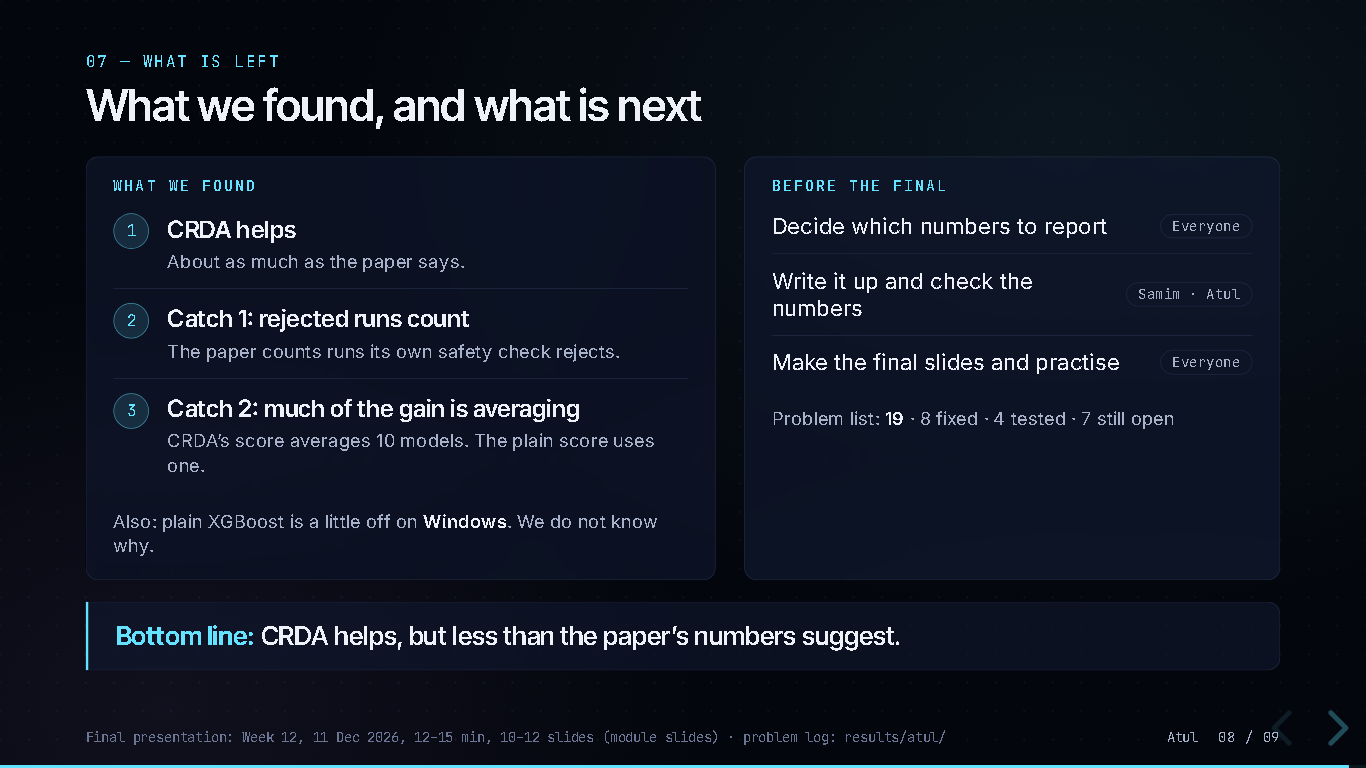 07 — WHAT IS LEFT
What we found, and what is next
WHAT WE FOUND
1
CRDA helps
About as much as the paper says.
2
Catch 1: rejected runs count
The paper counts runs its own safety check rejects.
3
Catch 2: much of the gain is averaging
CRDA’s score averages 10 models. The plain score uses
one.
Also: plain XGBoost is a little off on Windows. We do not know
why.
BEFORE THE FINAL
Decide which numbers to report
Everyone
Write it up and check the
numbers
Samim · Atul
Make the final slides and practise
Everyone
Problem list: 19 · 8 fixed · 4 tested · 7 still open
Bottom line: CRDA helps, but less than the paper’s numbers suggest.
Final presentation: Week 12, 11 Dec 2026, 12–15 min, 10–12 slides (module slides) · problem log: results/atul/
Atul 08 / 09